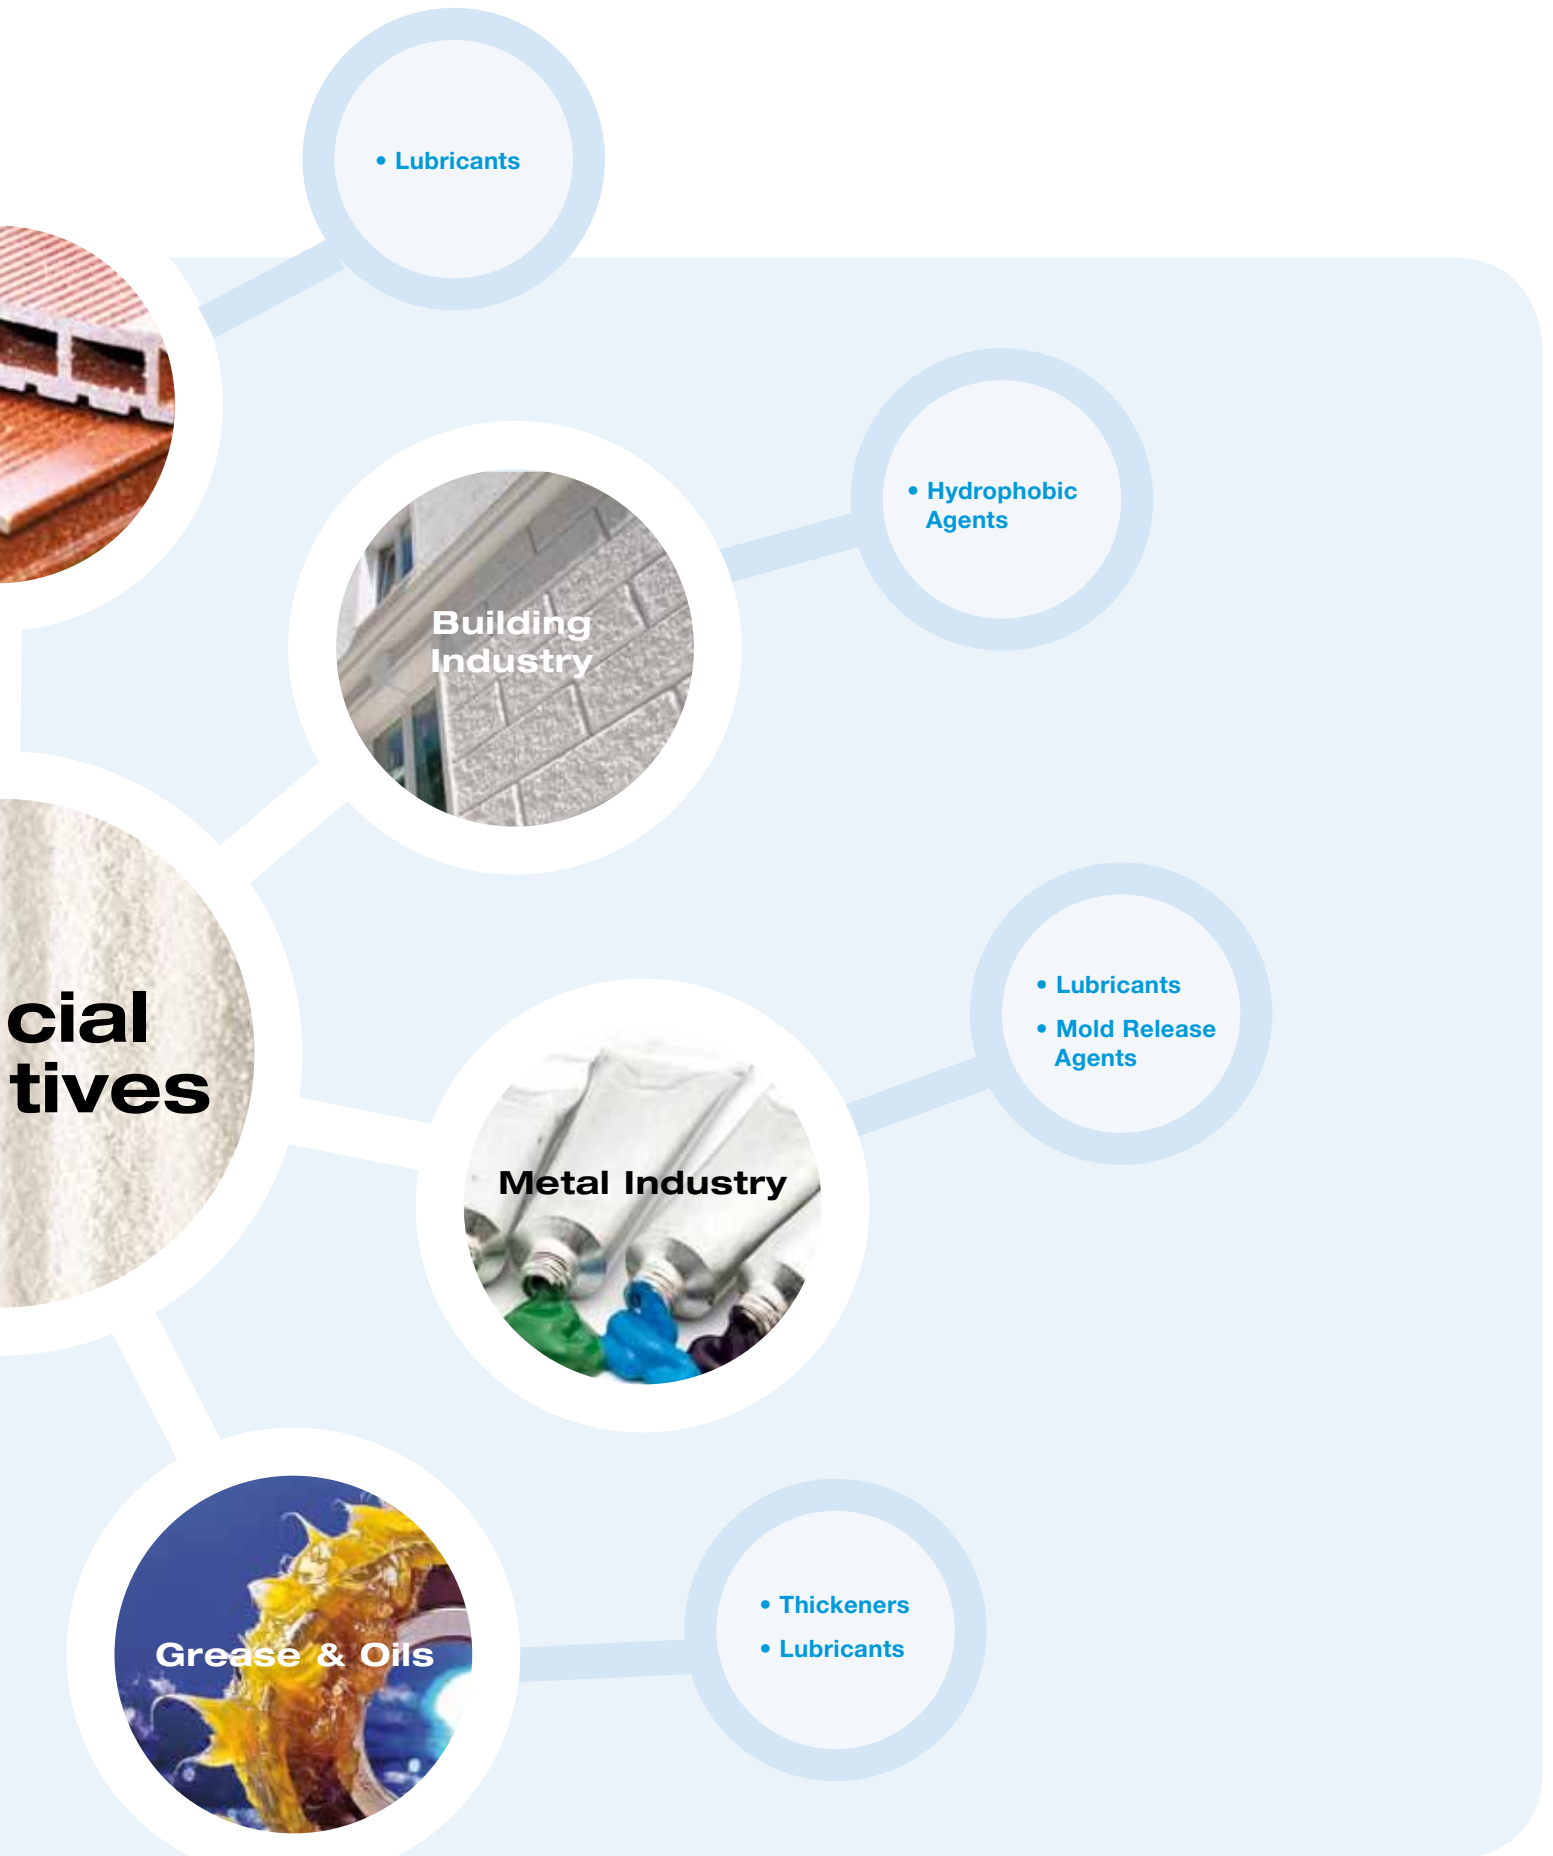 • Lubricants
• Hydrophobic
Agents
Building
Industry
cial
tives
• Lubricants
• Mold Release
Agents
Metal Industry
• Thickeners
• Lubricants
Grease & Oils